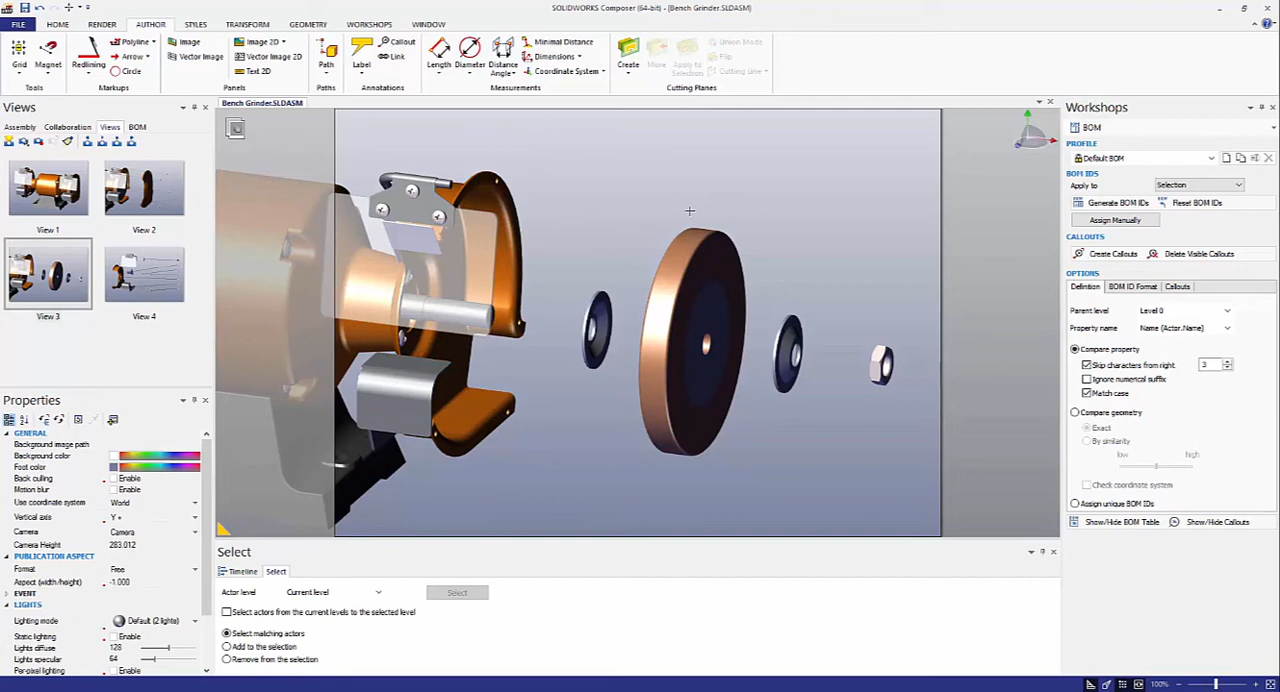 SOLIDWORKS Composer (64-bit) - [Bench Grinder.SLDASM]
FILE HOME RENDER AUTHOR STYLES TRANSFORM GEOMETRY WORKSHOPS WINDOW
Grid Magnet Redlining Polyline Arrow Circle Image Vector Image Image 2D Vector Image 2D Text 2D Path Label Callout Link Length Diameter Distance Angle Minimal Distance Dimensions Coordinate System Create Move Apply to Selection Union Mode Flip Cutting Line
Tools Markups Panels Paths Annotations Measurements Cutting Planes
Views
Assembly Collaboration Views BOM
View 1 View 2
View 3 View 4
Properties
GENERAL
Background image path
Background color
Foot color
Back culling Enable
Motion blur Enable
Use coordinate system World
Vertical axis Y +
Camera Camera
Camera Height 283.012
PUBLICATION ASPECT
Format Free
Aspect (width/height) -1.000
EVENT
LIGHTS
Lighting mode Default (2 lights)
Static lighting Enable
Lights diffuse 128
Lights specular 64
Per-pixel lighting Enable
Bench Grinder.SLDASM
Select
Timeline Select
Actor level Current level Select
Select actors from the current levels to the selected level
Select matching actors
Add to the selection
Remove from the selection
Workshops
BOM
PROFILE
Default BOM
BOM IDS
Apply to Selection
Generate BOM IDs Reset BOM IDs
Assign Manually
CALLOUTS
Create Callouts Delete Visible Callouts
OPTIONS
Definition BOM ID Format Callouts
Parent level Level 0
Property name Name (Actor.Name)
Compare property
Skip characters from right 3
Ignore numerical suffix
Match case
Compare geometry
Exact
By similarity
low high
Check coordinate system
Assign unique BOM IDs
Show/Hide BOM Table Show/Hide Callouts
100%